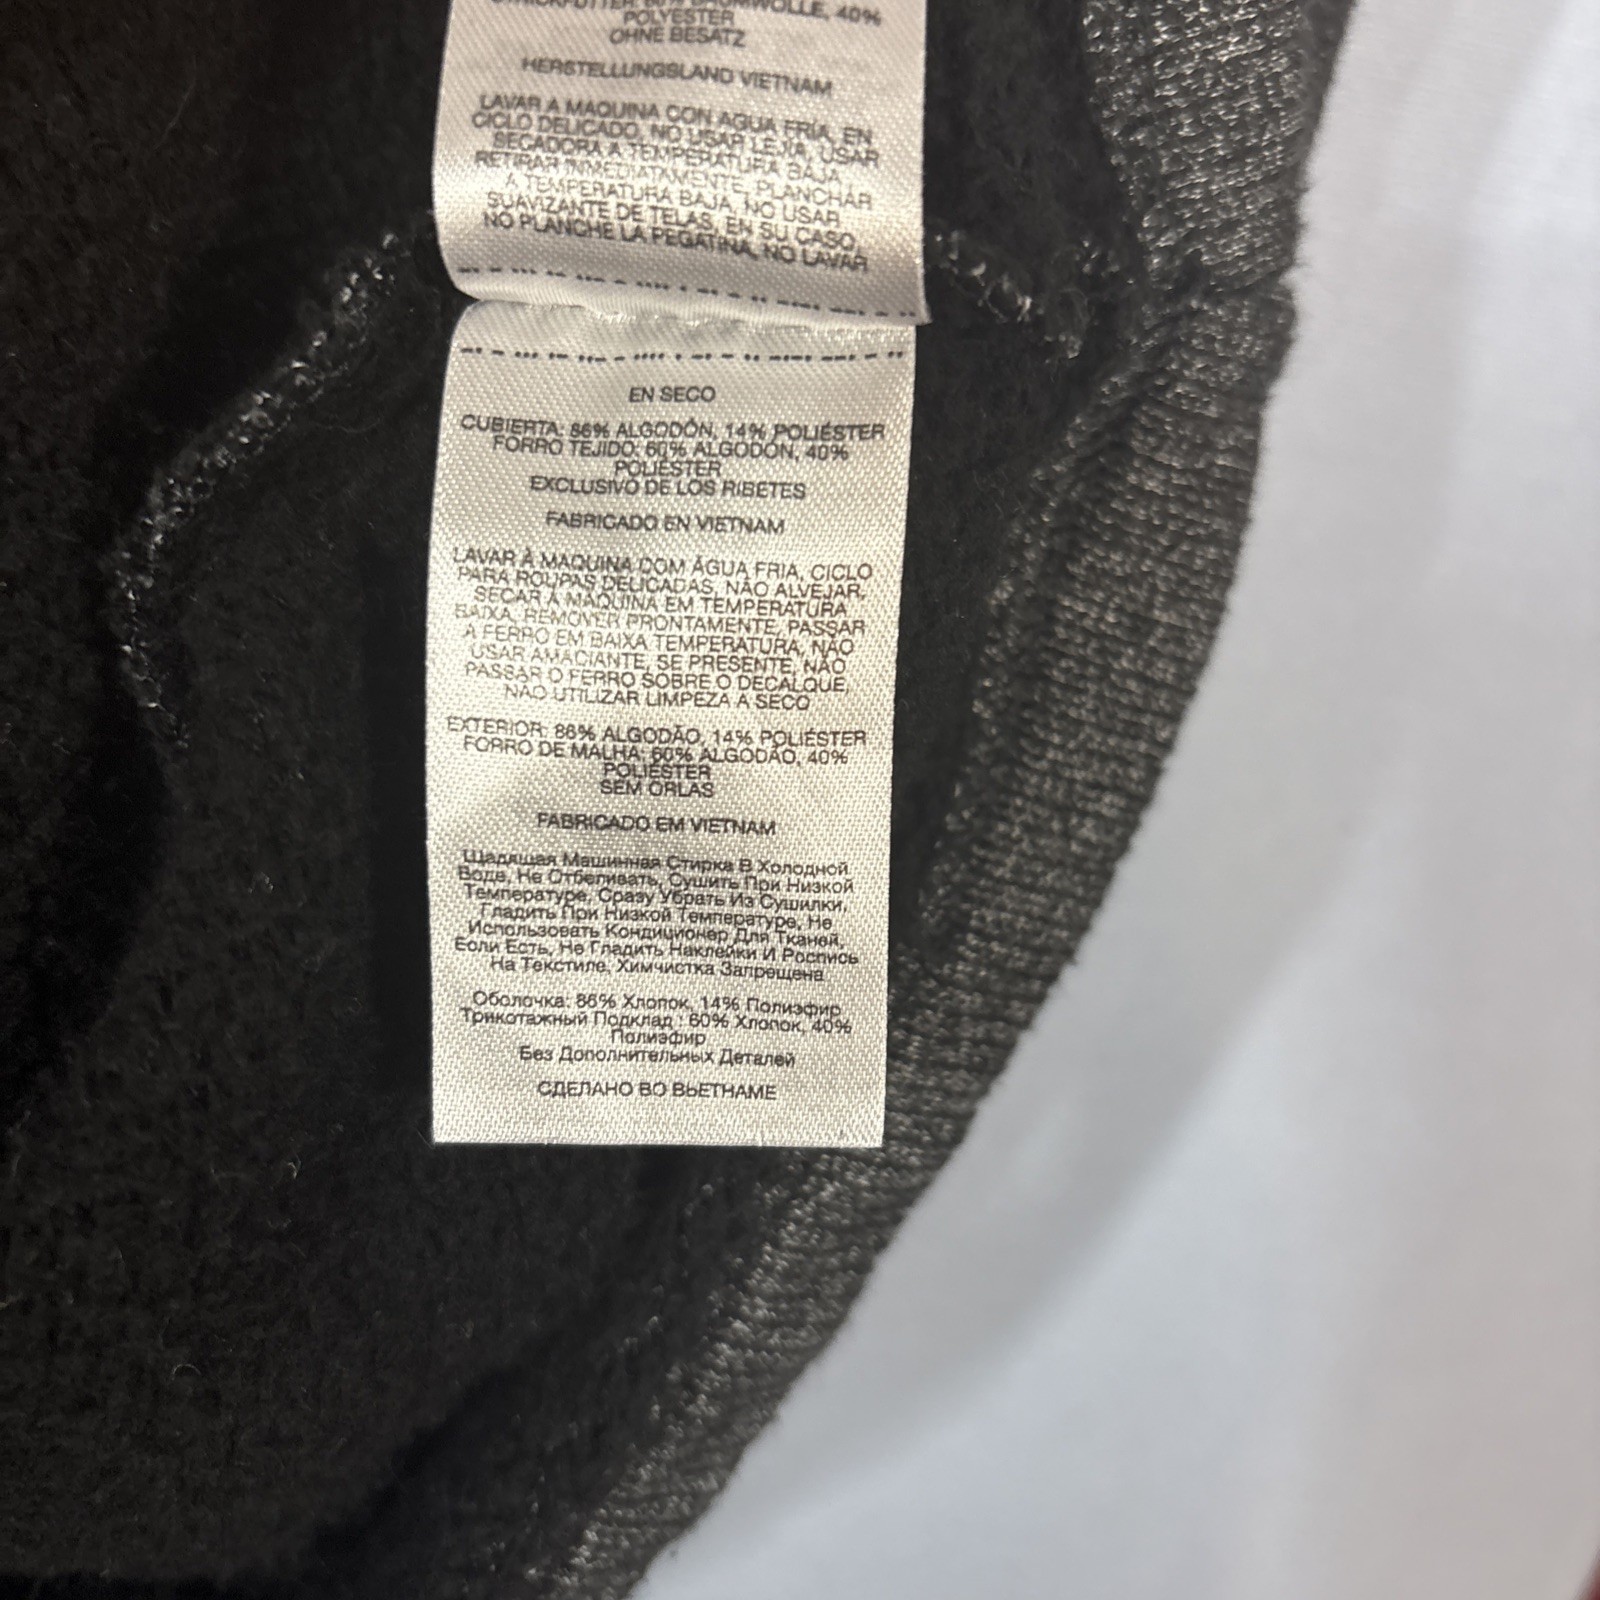 BAUMWOLLE, 40%
POLYESTER
OHNE BESATZ
HERSTELLUNGSLAND VIETNAM
LAVAR A MAQUINA CON AGUA FRÍA, EN
CICLO DELICADO, NO USAR LEJIA, USAR
SECADORA A TEMPERATURA BAJA
RETIRAR INMEDIATAMENTE, PLANCHAR
A TEMPERATURA BAJA, NO USAR
SUAVIZANTE DE TELAS, EN SU CASO,
NO PLANCHE LA PEGATINA, NO LAVAR
EN SECO
CUBIERTA: 86% ALGODÓN, 14% POLIÉSTER
FORRO TEJIDO: 60% ALGODÓN, 40%
POLIÉSTER
EXCLUSIVO DE LOS RIBETES
FABRICADO EN VIETNAM
LAVAR À MAQUINA COM ÁGUA FRIA, CICLO
PARA ROUPAS DELICADAS, NÃO ALVEJAR,
SECAR À MAQUINA EM TEMPERATURA
BAIXA, REMOVER PRONTAMENTE, PASSAR
A FERRO EM BAIXA TEMPERATURA, NÃO
USAR AMACIANTE, SE PRESENTE, NÃO
PASSAR O FERRO SOBRE O DECALQUE,
NÃO UTILIZAR LIMPEZA A SECO
EXTERIOR: 86% ALGODÃO, 14% POLIÉSTER
FORRO DE MALHA: 60% ALGODÃO, 40%
POLIÉSTER
SEM ORLAS
FABRICADO EM VIETNAM
Щадящая Машинная Стирка В Холодной
Воде, Не Отбеливать, Сушить При Низкой
Температуре, Сразу Убрать Из Сушилки,
Гладить При Низкой Температуре, Не
Использовать Кондиционер Для Тканей,
Если Есть, Не Гладить Наклейки И Роспись
На Текстиле, Химчистка Запрещена
Оболочка: 86% Хлопок, 14% Полиэфир
Трикотажный Подклад : 60% Хлопок, 40%
Полиэфир
Без Дополнительных Деталей
СДЕЛАНО ВО ВЬЕТНАМЕ